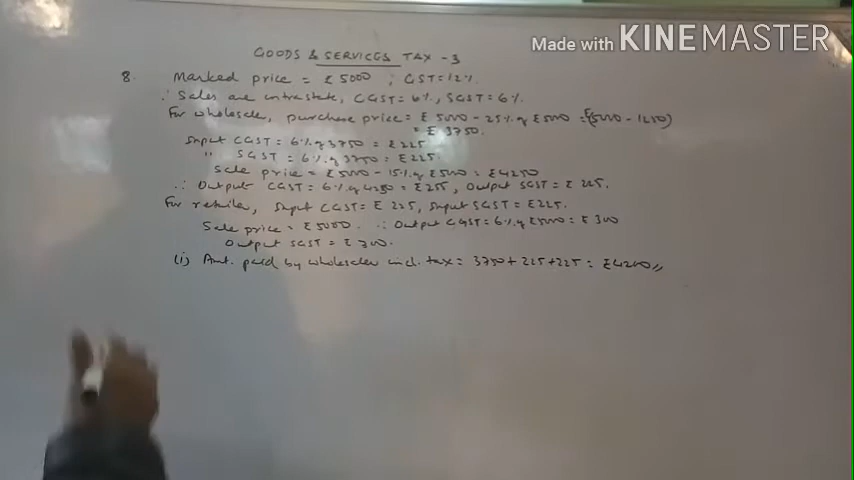 Made with KINEMASTER
GOODS & SERVICES TAX - 3
8. Marked price = ₹ 5000 ; GST = 12%.
∴ Sales are intrastate, CGST = 6%, SGST = 6%.
For wholesaler, purchase price = ₹ 5000 - 25% of ₹ 5000 = (5000 - 1250)
= ₹ 3750.
Input CGST = 6% of 3750 = ₹ 225
" SGST = 6% of 3750 = ₹ 225.
Sale price = ₹ 5000 - 15% of ₹ 5000 = ₹ 4250
∴ Output CGST = 6% of 4250 = ₹ 255, Output SGST = ₹
For retailer, Input CGST = ₹ Input SGST = ₹
Sale price = ₹ 5000. ∴ Output CGST = 6% of ₹ 5000 = ₹ 300
Output SGST = ₹ 300.
(i) Amt. paid by wholesaler incl. tax = 3750 + 225 + 225 = ₹ 4200